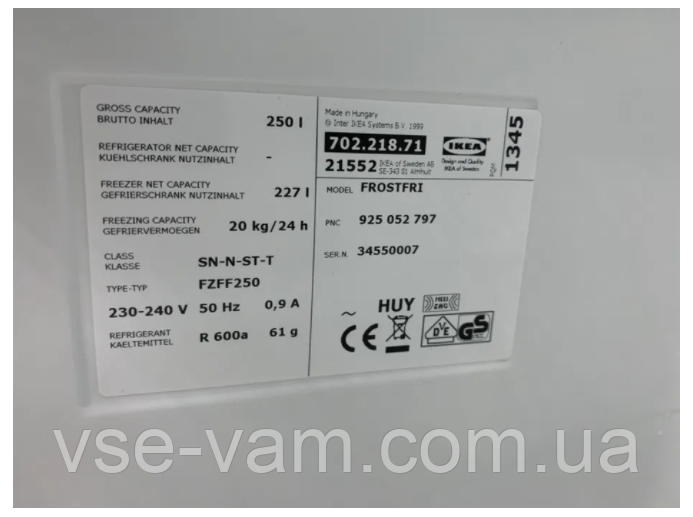 GROSS CAPACITY
BRUTTO INHALT 250 l
REFRIGERATOR NET CAPACITY
KUEHLSCHRANK NUTZINHALT -
FREEZER NET CAPACITY
GEFRIERSCHRANK NUTZINHALT 227 l
FREEZING CAPACITY
GEFRIERVERMOEGEN 20 kg/24 h
CLASS
KLASSE SN-N-ST-T
TYPE-TYP FZFF250
230-240 V 50 Hz 0,9 A
REFRIGERANT
KAELTEMITTEL R 600a 61 g
Made in Hungary
© Inter IKEA Systems B.V. 1999
702.218.71
21552 IKEA of Sweden AB
SE-343 81 Älmhult
IKEA
Design and Quality
IKEA of Sweden
PQM
1345
MODEL FROSTFRI
PNC 925 052 797
SER.N. 34550007
~ HUY
MEEI
CE
VDE
GS
vse-vam.com.ua